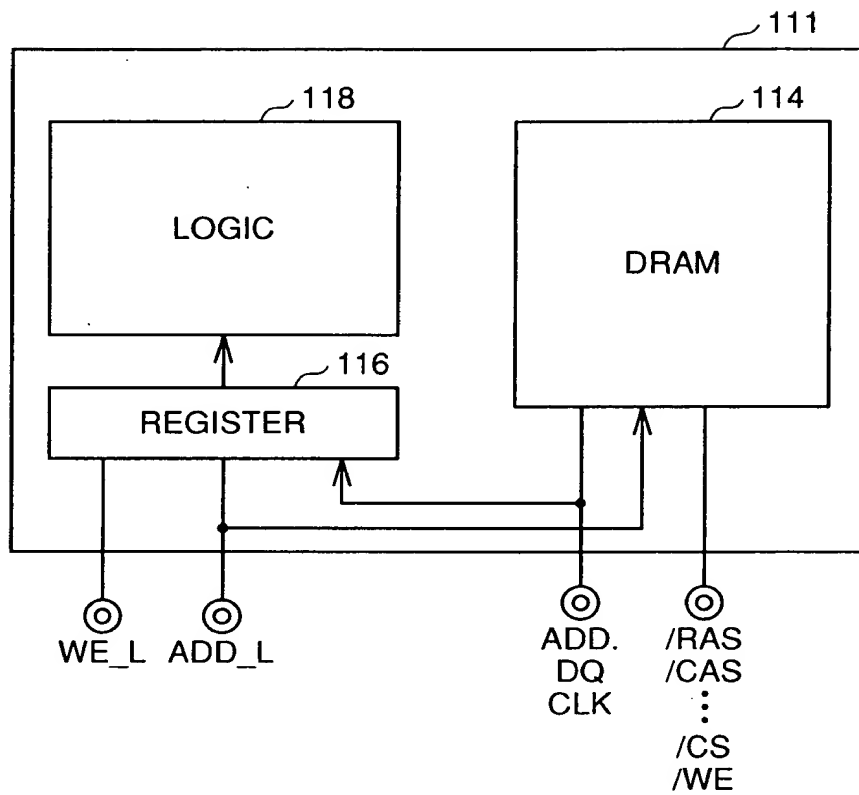 111
118
114
LOGIC
DRAM
116
REGISTER
WE_L
ADD_L
ADD.
DQ
CLK
/RAS
/CAS
/CS
/WE